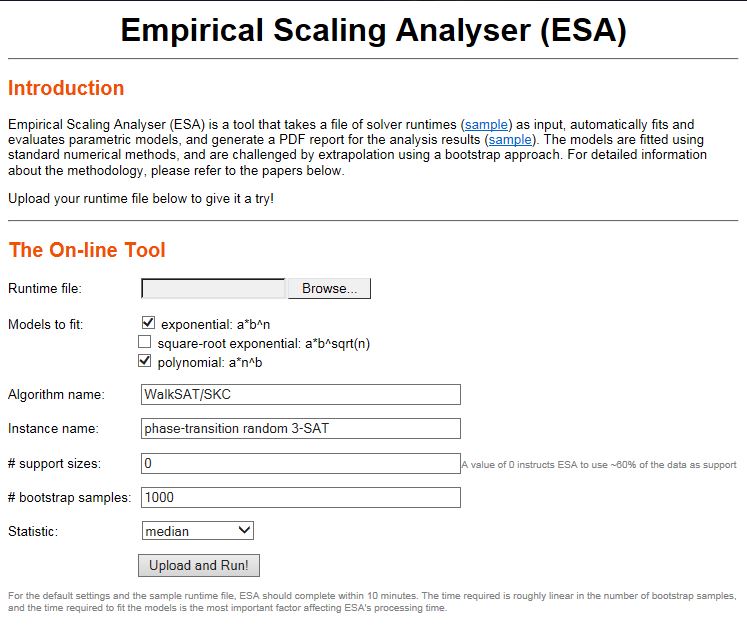 Empirical Scaling Analyser (ESA)
Introduction
Empirical Scaling Analyser (ESA) is a tool that takes a file of solver runtimes (sample) as input, automatically fits and
evaluates parametric models, and generate a PDF report for the analysis results (sample). The models are fitted using
standard numerical methods, and are challenged by extrapolation using a bootstrap approach. For detailed information
about the methodology, please refer to the papers below.
Upload your runtime file below to give it a try!
The On-line Tool
Runtime file: Browse...
Models to fit: exponential: a*b^n
square-root exponential: a*b^sqrt(n)
polynomial: a*n^b
Algorithm name: WalkSAT/SKC
Instance name: phase-transition random 3-SAT
# support sizes: 0 A value of 0 instructs ESA to use ~60% of the data as support
# bootstrap samples: 1000
Statistic: median
Upload and Run!
For the default settings and the sample runtime file, ESA should complete within 10 minutes. The time required is roughly linear in the number of bootstrap samples,
and the time required to fit the models is the most important factor affecting ESA's processing time.